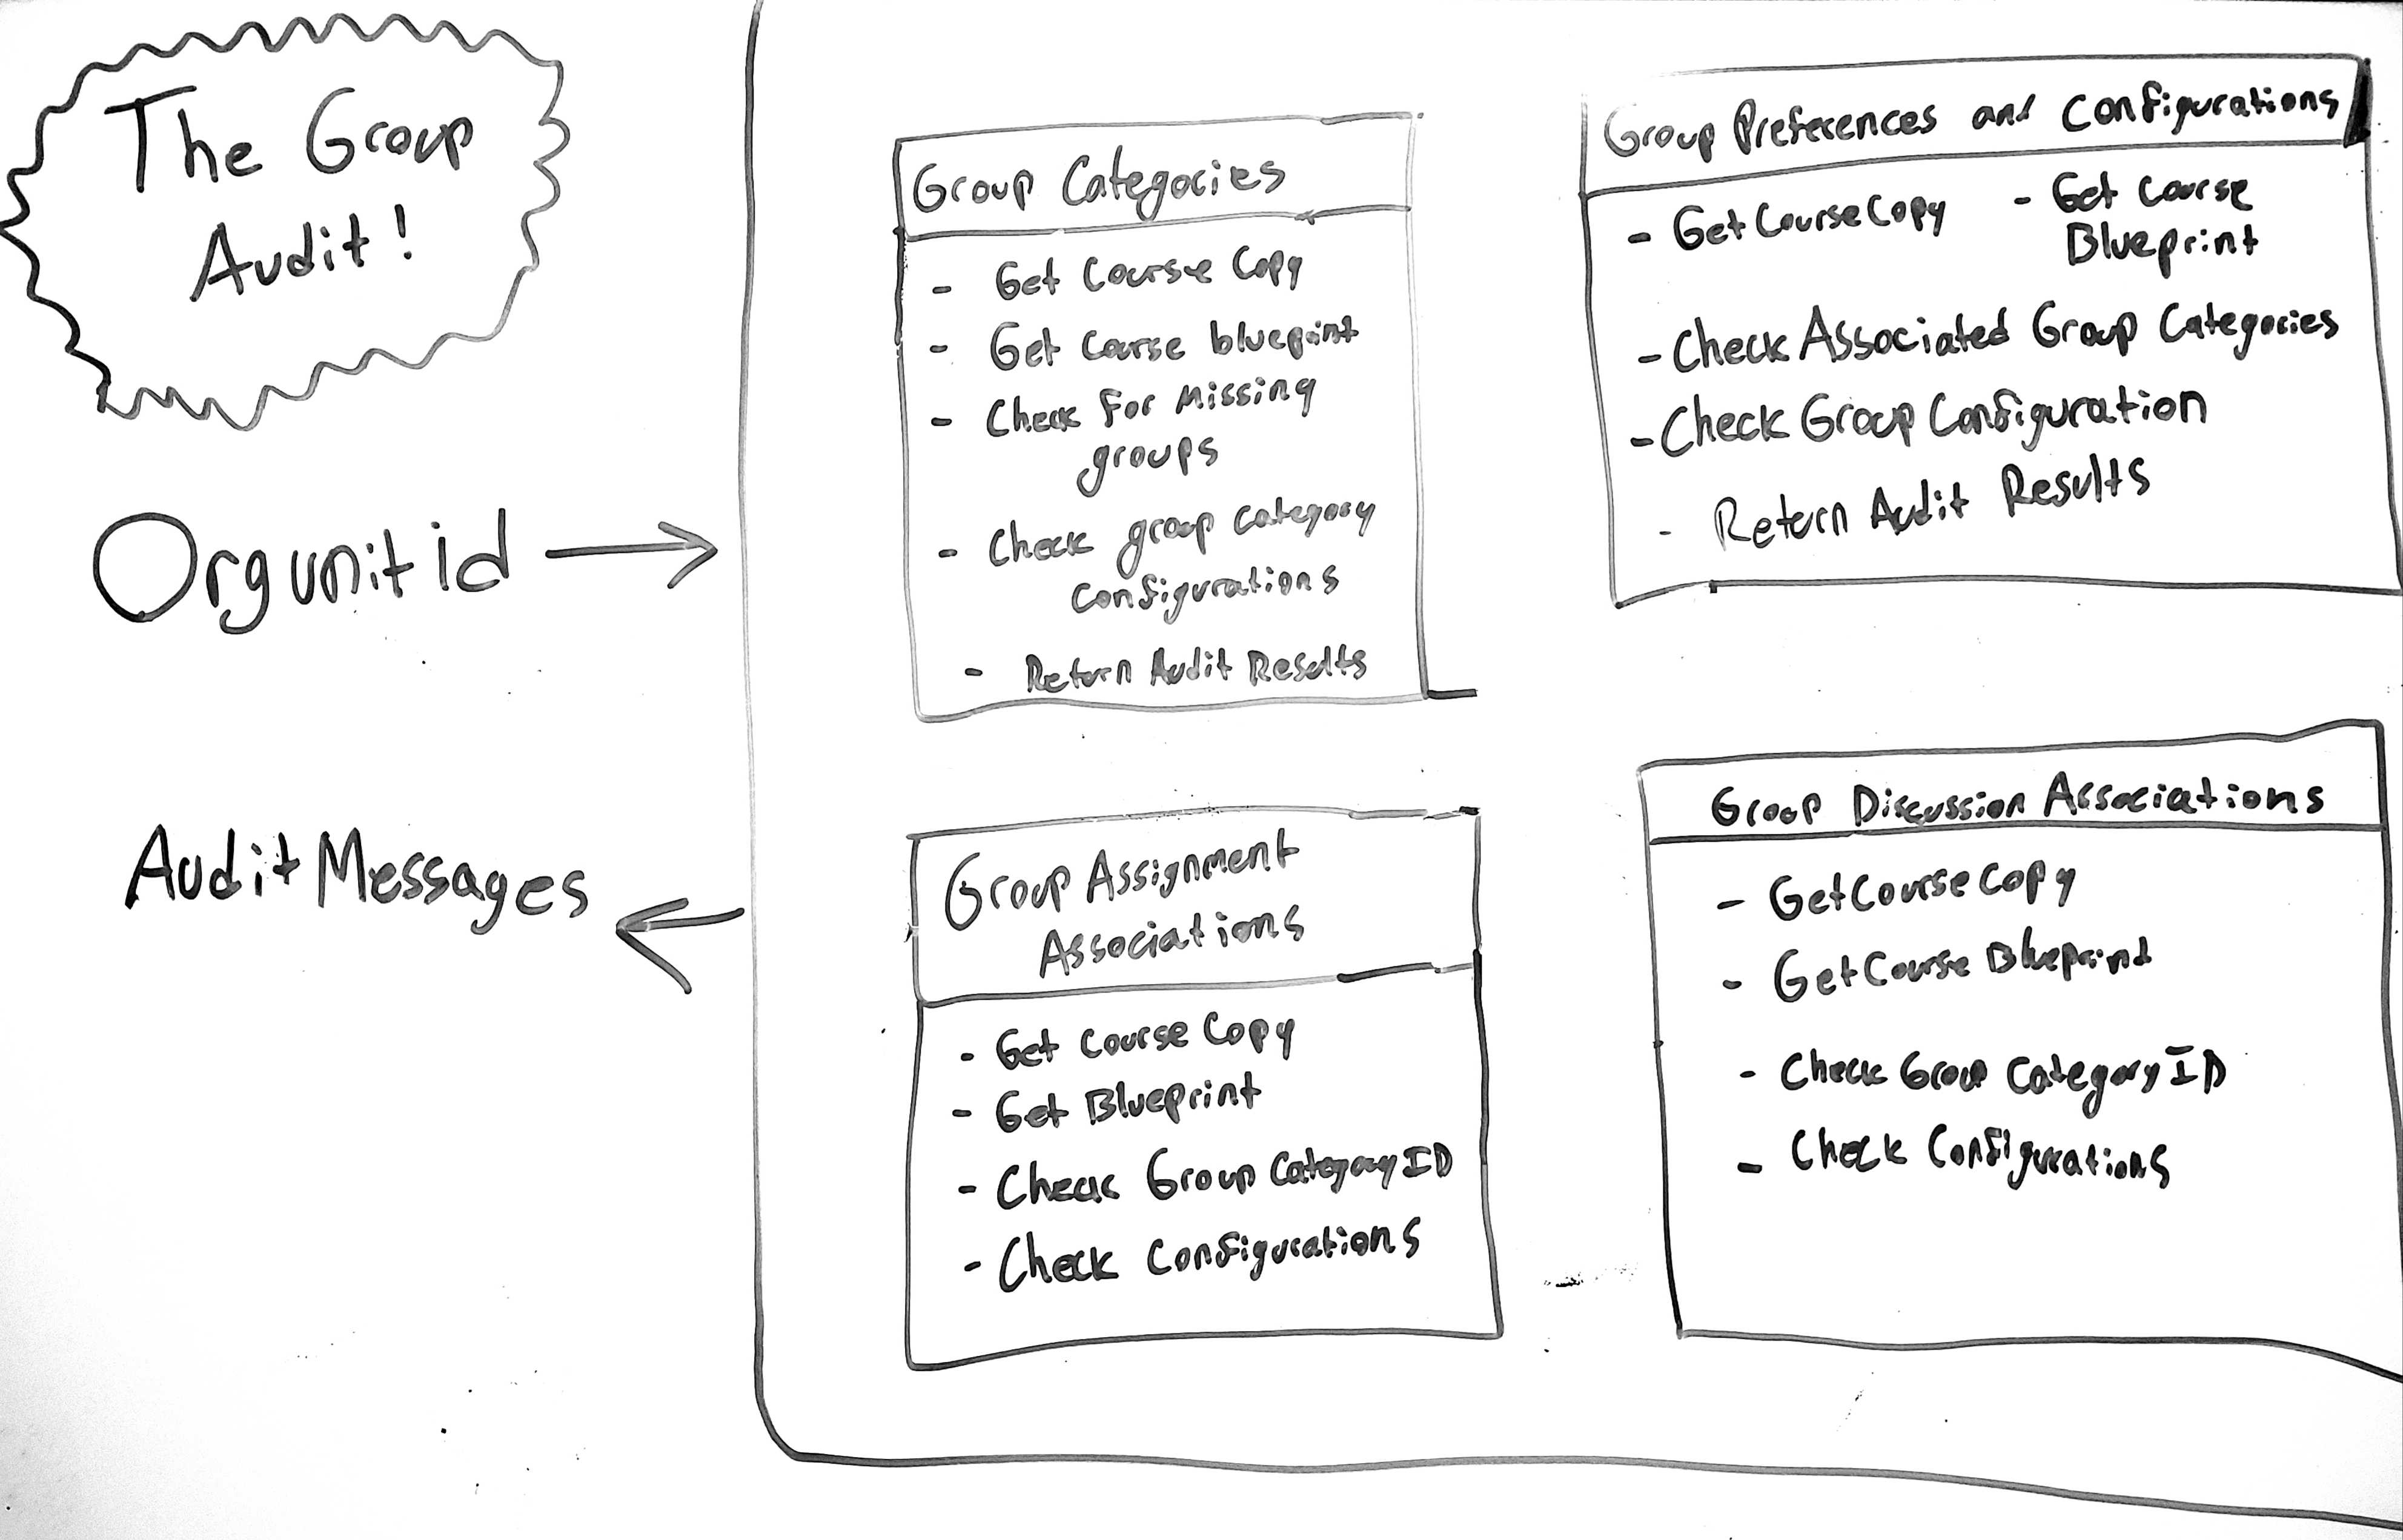 The Group
Audit!
Orgunitid
Audit Messages
Group Categories
- Get Course Copy
- Get Course blueprint
- Check for Missing
groups
- Check group Category
Configurations
- Return Audit Results
Group Preferences and Configurations
- Get Course Copy
- Get Course
Blueprint
- Check Associated Group Categories
- Check Group Configuration
- Return Audit Results
Group Assignment
Associations
- Get Course Copy
- Get Blueprint
- Check Group Category ID
- Check Configurations
Group Discussion Associations
- Get Course Copy
- Get Course Blueprint
- Check Group Category ID
- Check Configurations